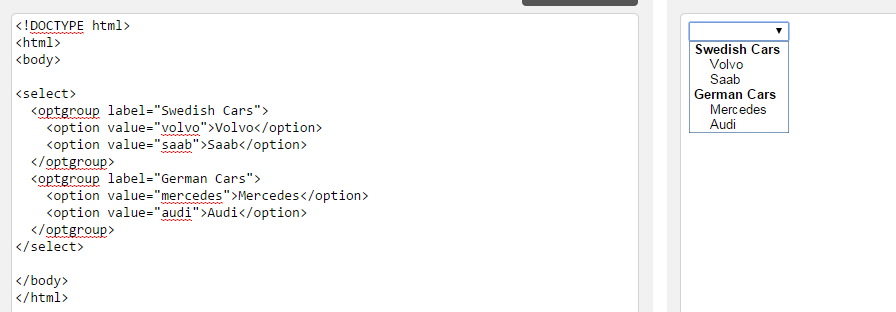 <!DOCTYPE html>
<html>
<body>
<select>
<optgroup label="Swedish Cars">
<option value="volvo">Volvo</option>
<option value="saab">Saab</option>
</optgroup>
<optgroup label="German Cars">
<option value="mercedes">Mercedes</option>
<option value="audi">Audi</option>
</optgroup>
</select>
</body>
</html>
Swedish Cars
Volvo
Saab
German Cars
Mercedes
Audi